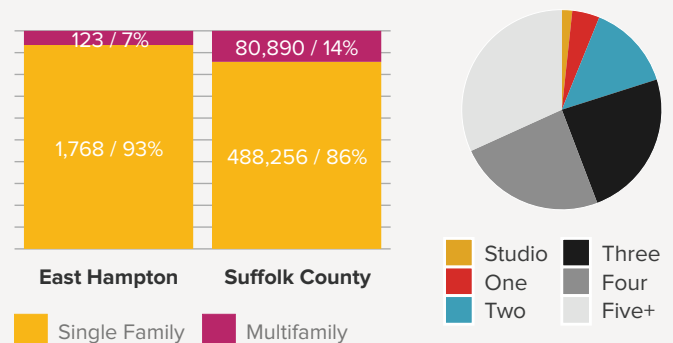 123 / 7%
80,890 / 14%
1,768 / 93%
488,256 / 86%
East Hampton
Suffolk County
Single Family
Multifamily
Studio
Three
One
Four
Two
Five+